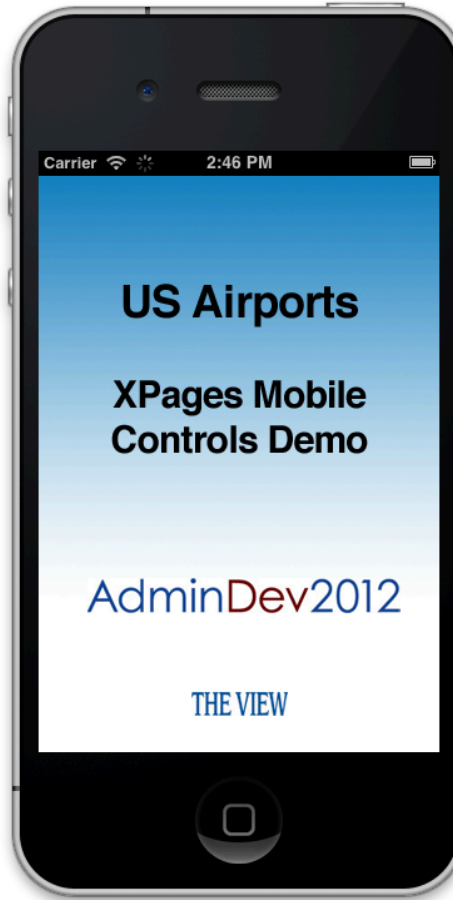 Carrier 2:46 PM
US Airports
XPages Mobile
Controls Demo
AdminDev2012
THE VIEW